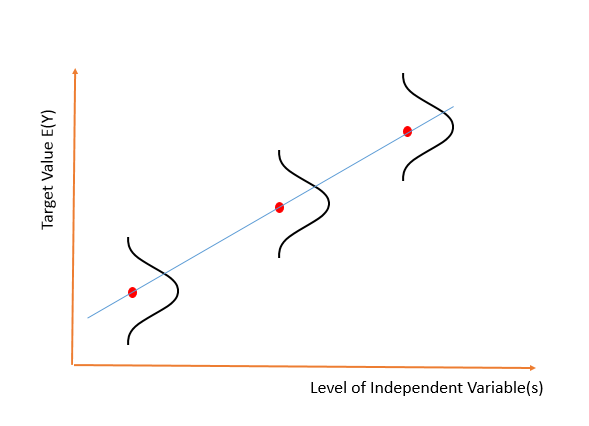 Target Value E(Y)
Level of Independent Variable(s)